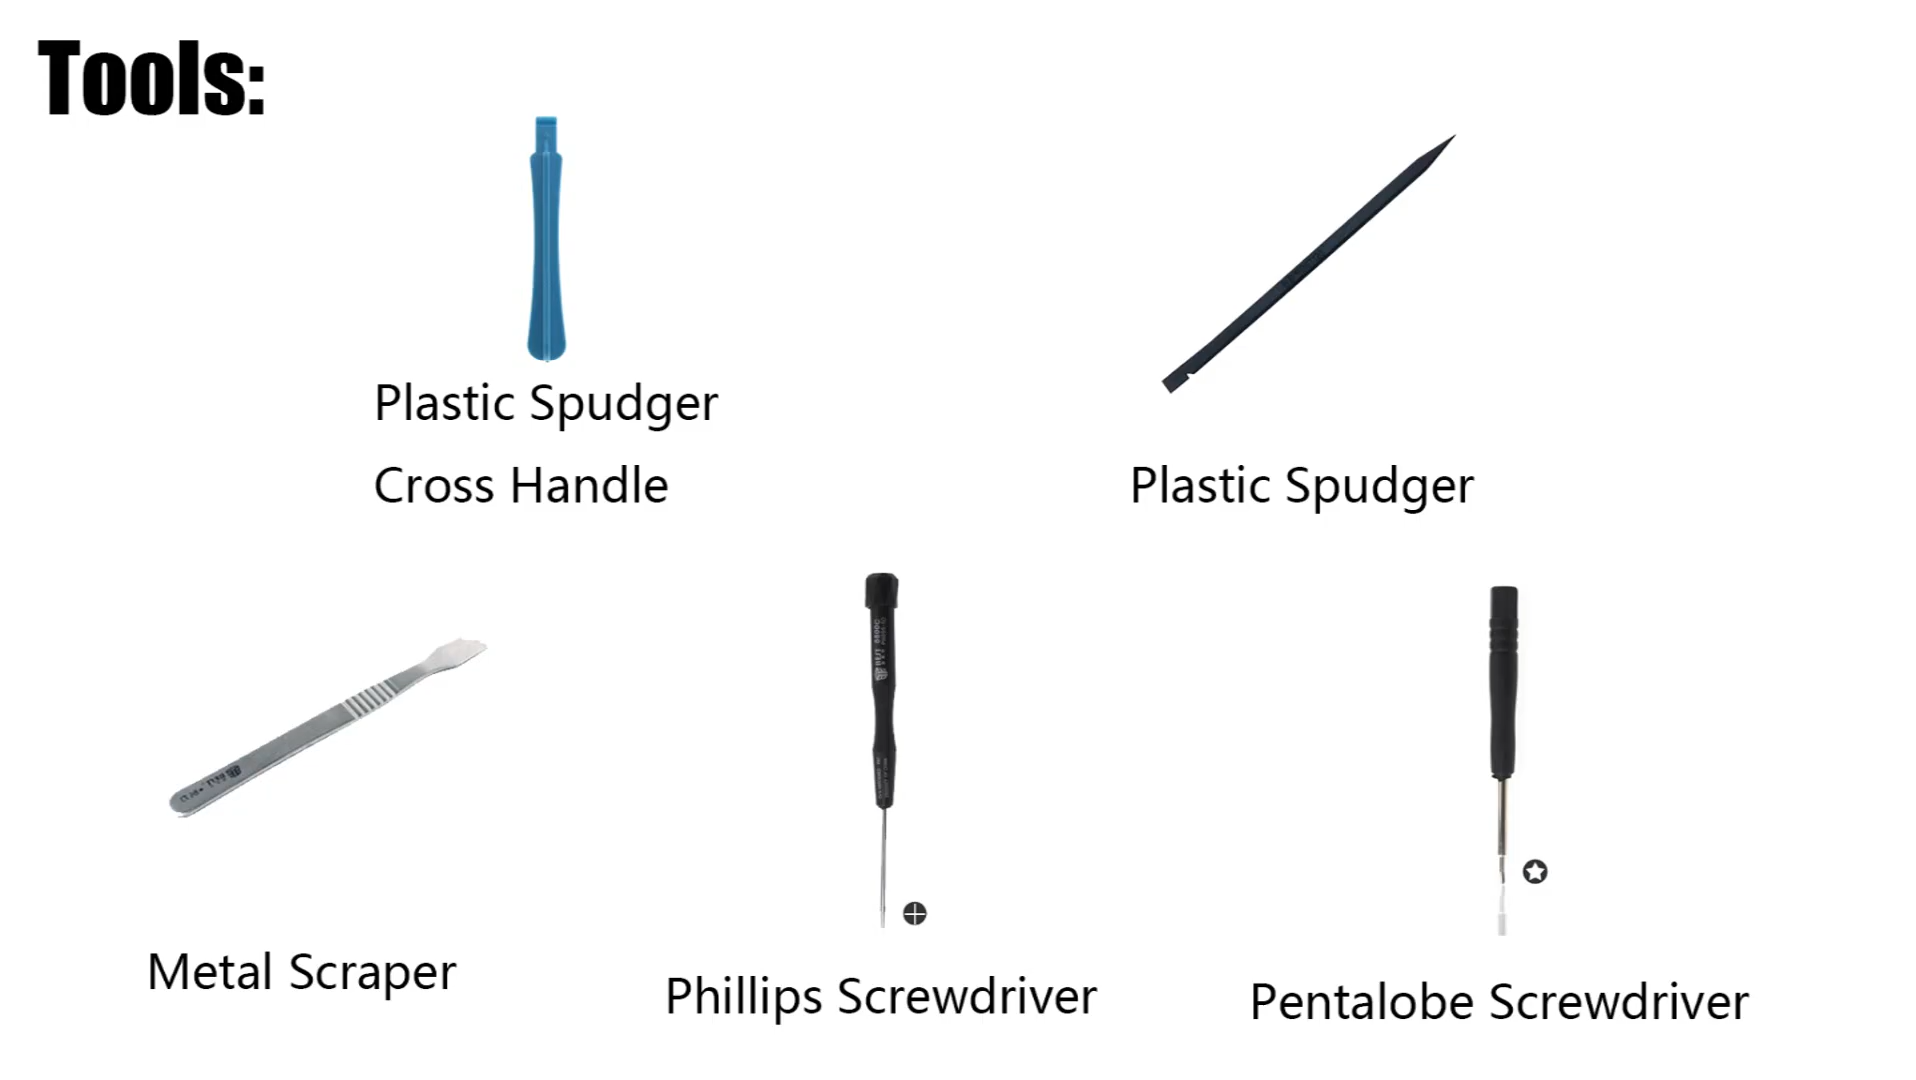 Tools:
Plastic Spudger
Cross Handle
Plastic Spudger
Metal Scraper
Phillips Screwdriver
Pentalobe Screwdriver